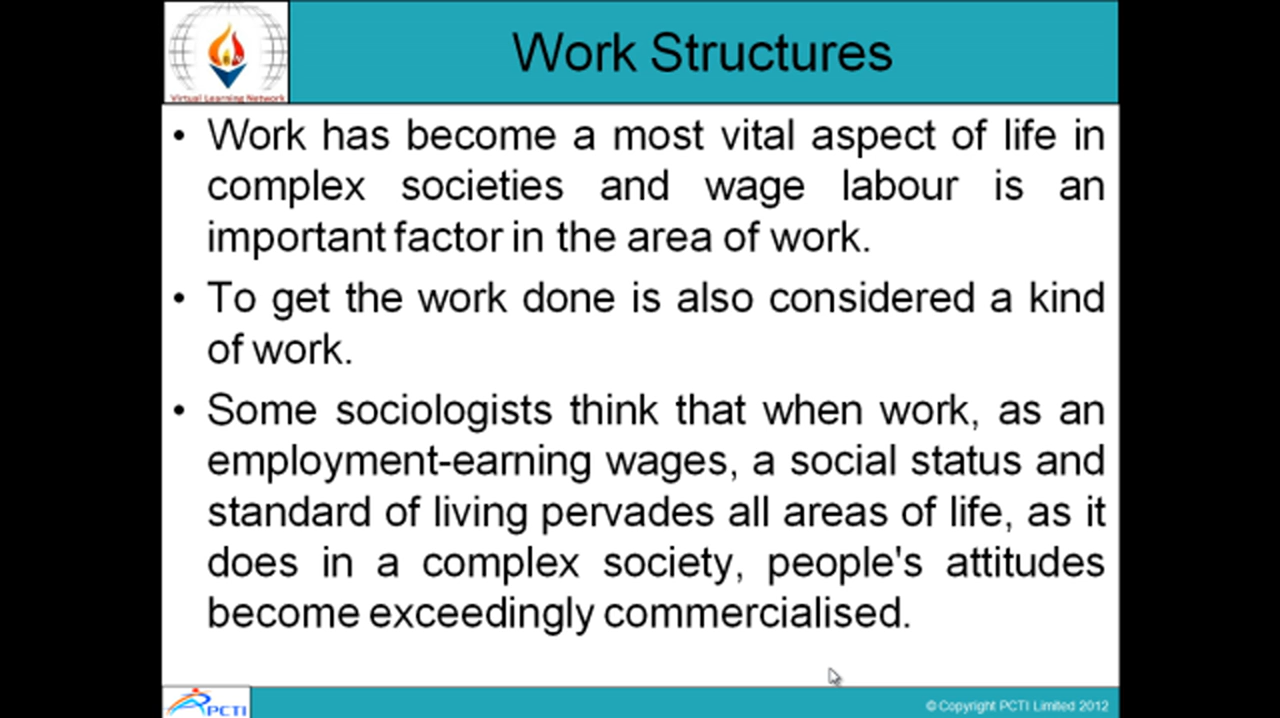 Work Structures
Virtual Learning Network
• Work has become a most vital aspect of life in
complex societies and wage labour is an
important factor in the area of work.
• To get the work done is also considered a kind
of work.
• Some sociologists think that when work, as an
employment-earning wages, a social status and
standard of living pervades all areas of life, as it
does in a complex society, people's attitudes
become exceedingly commercialised.
PCTI
© Copyright PCTI Limited 2012